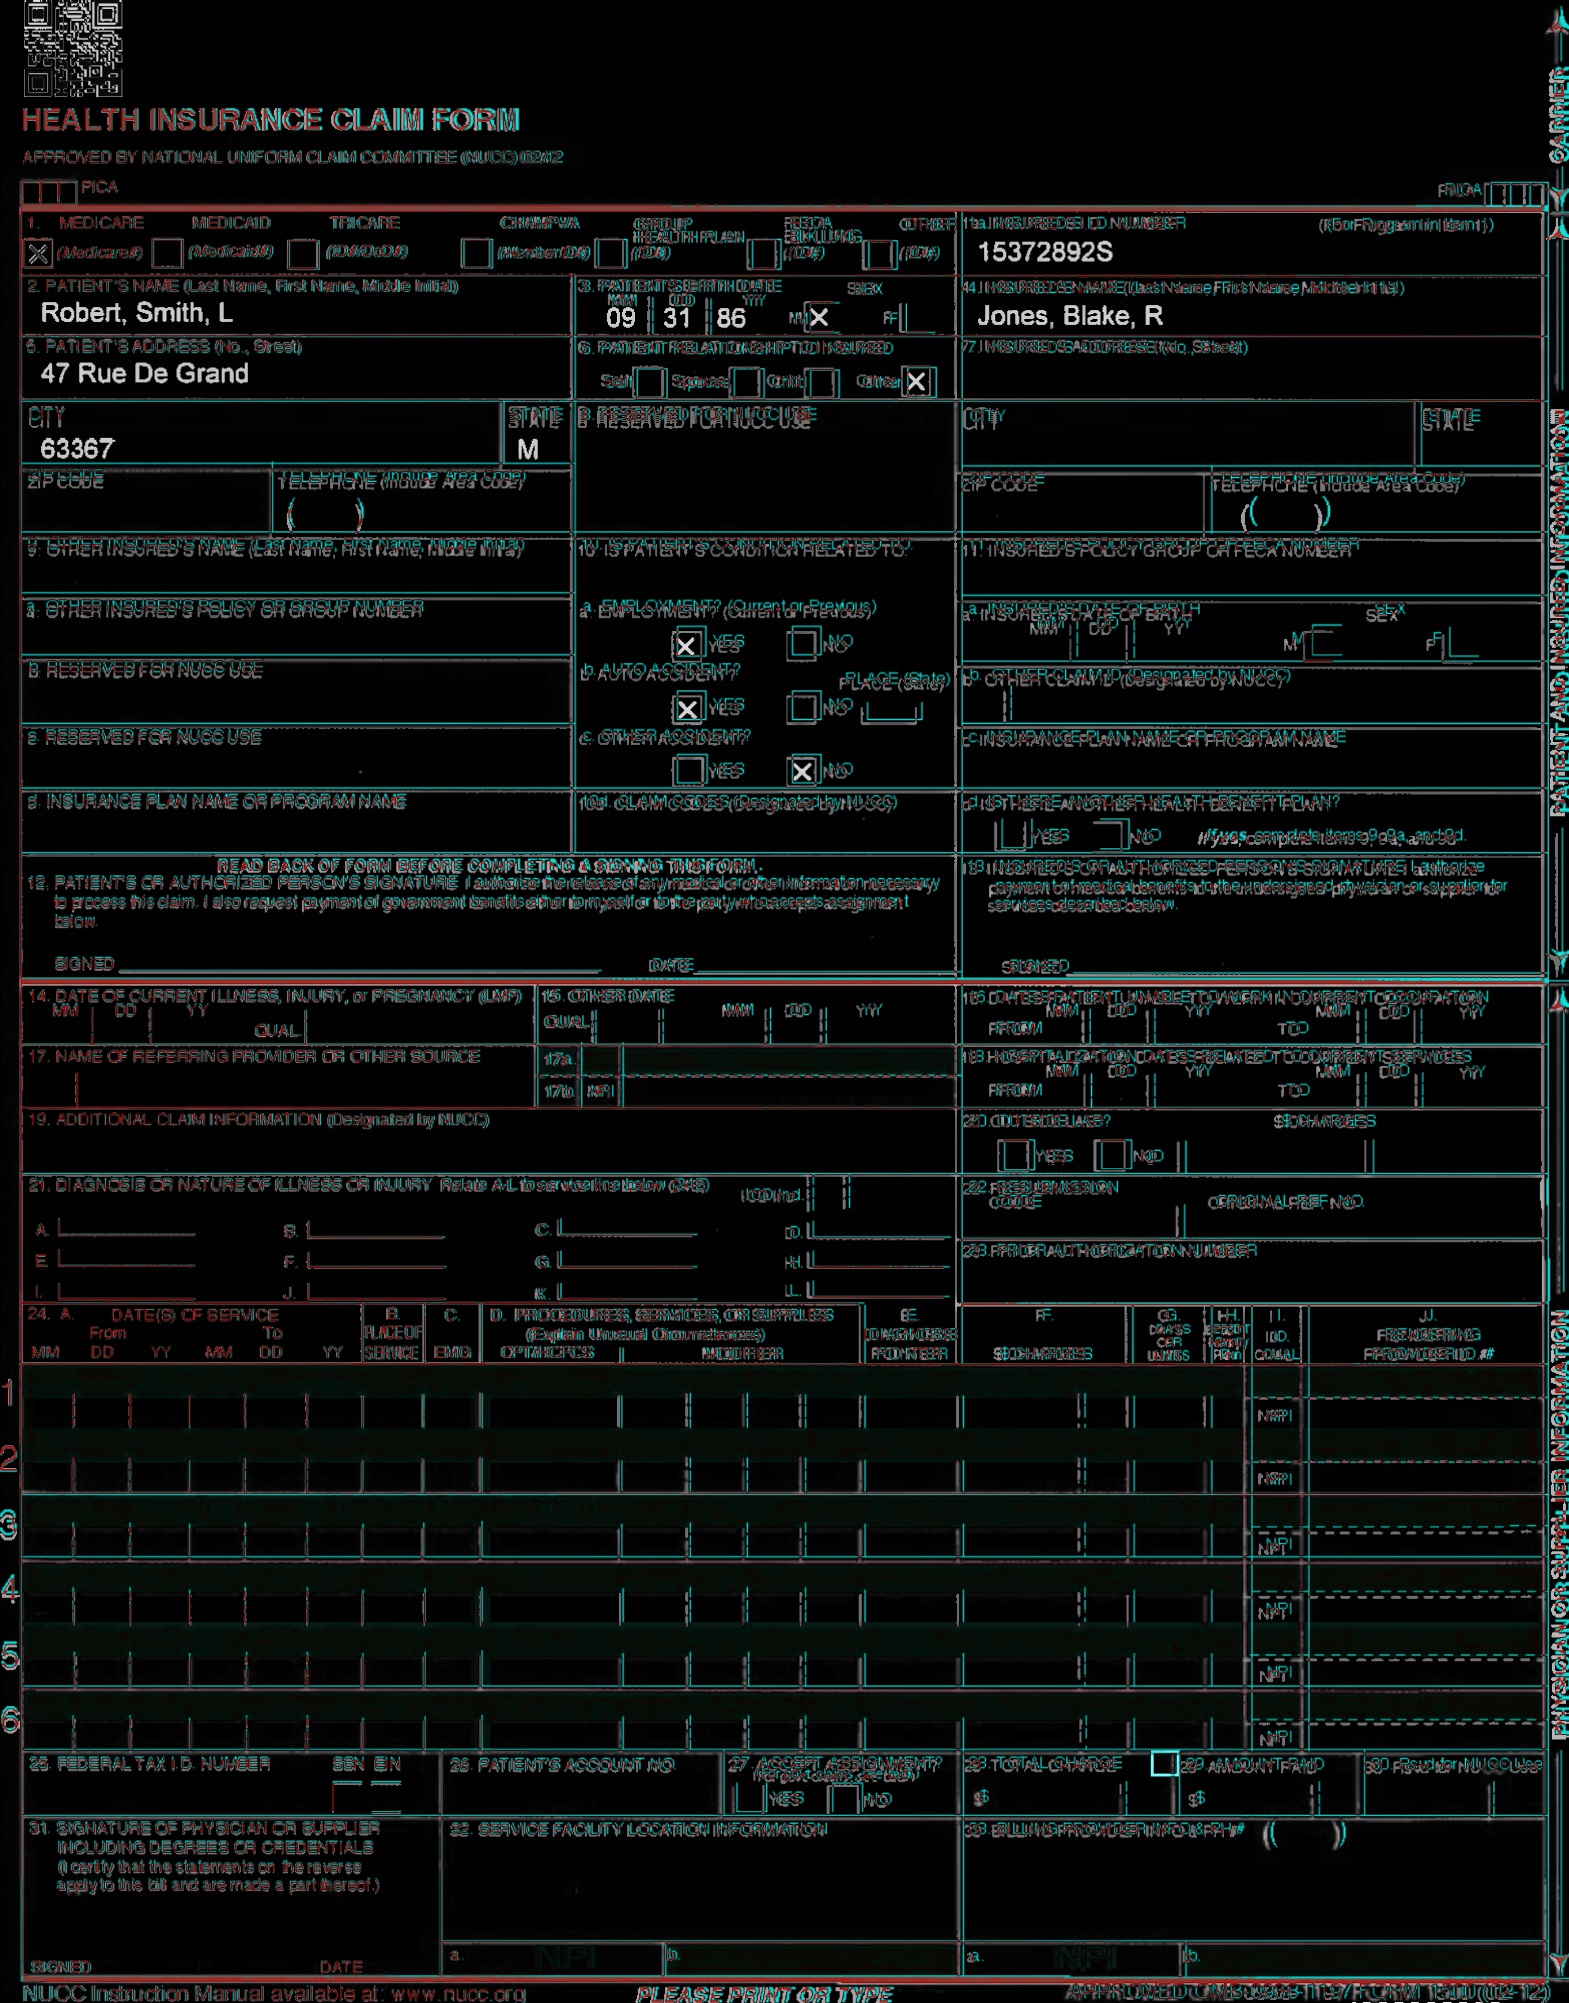 HEALTH INSURANCE CLAIM FORM
APPROVED BY NATIONAL UNIFORM CLAIM COMMITTEE (NUCC) 02/12
PICA
PICA
CARRIER
1. MEDICARE MEDICAID TRICARE CHAMPVA GROUP HEALTH PLAN FECA BLK LUNG OTHER
(Medicare#) (Medicaid#) (ID#/DoD#) (Member ID#) (ID#) (ID#) (ID#)
1a. INSURED'S I.D. NUMBER (For Program in Item 1)
15372892S
2. PATIENT'S NAME (Last Name, First Name, Middle Initial)
Robert, Smith, L
3. PATIENT'S BIRTH DATE SEX
MM DD YY
09 31 86 M X F
4. INSURED'S NAME (Last Name, First Name, Middle Initial)
Jones, Blake, R
5. PATIENT'S ADDRESS (No., Street)
47 Rue De Grand
6. PATIENT RELATIONSHIP TO INSURED
Self Spouse Child Other X
7. INSURED'S ADDRESS (No., Street)
CITY STATE
63367 M
8. RESERVED FOR NUCC USE
CITY STATE
ZIP CODE TELEPHONE (Include Area Code)
( )
ZIP CODE TELEPHONE (Include Area Code)
( )
9. OTHER INSURED'S NAME (Last Name, First Name, Middle Initial)
10. IS PATIENT'S CONDITION RELATED TO:
11. INSURED'S POLICY GROUP OR FECA NUMBER
a. OTHER INSURED'S POLICY OR GROUP NUMBER
a. EMPLOYMENT? (Current or Previous)
X YES NO
a. INSURED'S DATE OF BIRTH SEX
MM DD YY M F
b. RESERVED FOR NUCC USE
b. AUTO ACCIDENT? PLACE (State)
X YES NO
b. OTHER CLAIM ID (Designated by NUCC)
c. RESERVED FOR NUCC USE
c. OTHER ACCIDENT?
YES X NO
c. INSURANCE PLAN NAME OR PROGRAM NAME
d. INSURANCE PLAN NAME OR PROGRAM NAME
10d. CLAIM CODES (Designated by NUCC)
d. IS THERE ANOTHER HEALTH BENEFIT PLAN?
YES NO If yes, complete items 9, 9a, and 9d.
PATIENT AND INSURED INFORMATION
READ BACK OF FORM BEFORE COMPLETING & SIGNING THIS FORM.
12. PATIENT'S OR AUTHORIZED PERSON'S SIGNATURE I authorize the release of any medical or other information necessary
to process this claim. I also request payment of government benefits either to myself or to the party who accepts assignment
below.
SIGNED DATE
13. INSURED'S OR AUTHORIZED PERSON'S SIGNATURE I authorize
payment of medical benefits to the undersigned physician or supplier for
services described below.
SIGNED
14. DATE OF CURRENT ILLNESS, INJURY, or PREGNANCY (LMP)
MM DD YY QUAL
15. OTHER DATE
QUAL MM DD YY
16. DATES PATIENT UNABLE TO WORK IN CURRENT OCCUPATION
MM DD YY MM DD YY
FROM TO
17. NAME OF REFERRING PROVIDER OR OTHER SOURCE
17a.
17b. NPI
18. HOSPITALIZATION DATES RELATED TO CURRENT SERVICES
MM DD YY MM DD YY
FROM TO
19. ADDITIONAL CLAIM INFORMATION (Designated by NUCC)
20. OUTSIDE LAB? $ CHARGES
YES NO
21. DIAGNOSIS OR NATURE OF ILLNESS OR INJURY Relate A-L to service line below (24E) ICD Ind.
A. B. C. D.
E. F. G. H.
I. J. K. L.
22. RESUBMISSION CODE ORIGINAL REF. NO.
23. PRIOR AUTHORIZATION NUMBER
24. A. DATE(S) OF SERVICE
From To
MM DD YY MM DD YY
B. PLACE OF SERVICE
C. EMG
D. PROCEDURES, SERVICES, OR SUPPLIES
(Explain Unusual Circumstances)
CPT/HCPCS MODIFIER
E. DIAGNOSIS POINTER
F. $ CHARGES
G. DAYS OR UNITS
H. EPSDT Family Plan
I. ID. QUAL.
J. RENDERING PROVIDER ID. #
1 NPI
2 NPI
3 NPI
4 NPI
5 NPI
6 NPI
PHYSICIAN OR SUPPLIER INFORMATION
25. FEDERAL TAX I.D. NUMBER SSN EIN
26. PATIENT'S ACCOUNT NO.
27. ACCEPT ASSIGNMENT?
(For govt. claims, see back)
YES NO
28. TOTAL CHARGE
$
29. AMOUNT PAID
$
30. Rsvd for NUCC Use
31. SIGNATURE OF PHYSICIAN OR SUPPLIER
INCLUDING DEGREES OR CREDENTIALS
(I certify that the statements on the reverse
apply to this bill and are made a part thereof.)
SIGNED DATE
32. SERVICE FACILITY LOCATION INFORMATION
a. NPI b.
33. BILLING PROVIDER INFO & PH # ( )
a. NPI b.
NUCC Instruction Manual available at: www.nucc.org
PLEASE PRINT OR TYPE
APPROVED OMB-0938-1197 FORM 1500 (02-12)